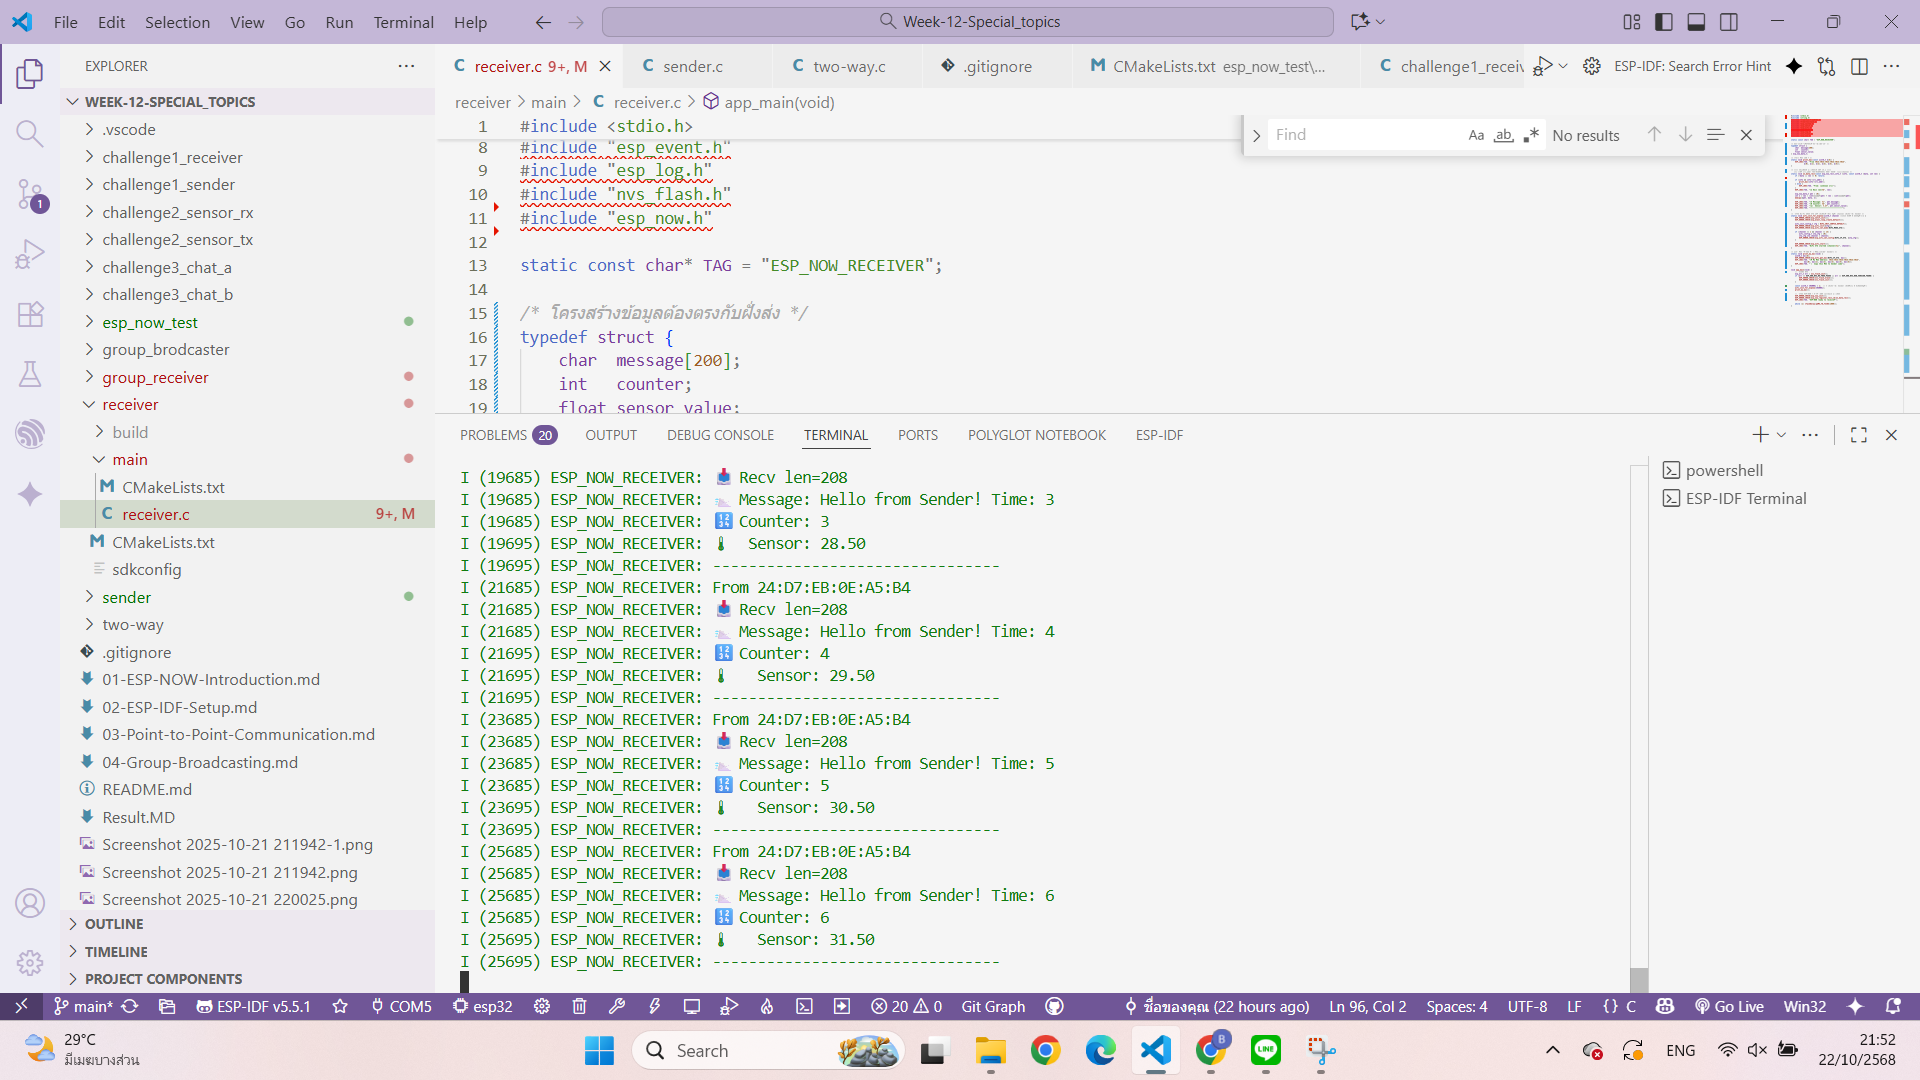 File Edit Selection View Go Run Terminal Help
Week-12-Special_topics
EXPLORER
WEEK-12-SPECIAL_TOPICS
.vscode
challenge1_receiver
challenge1_sender
challenge2_sensor_rx
challenge2_sensor_tx
challenge3_chat_a
challenge3_chat_b
esp_now_test
group_brodcaster
group_receiver
receiver
build
main
CMakeLists.txt
receiver.c 9+, M
CMakeLists.txt
sdkconfig
sender
two-way
.gitignore
01-ESP-NOW-Introduction.md
02-ESP-IDF-Setup.md
03-Point-to-Point-Communication.md
04-Group-Broadcasting.md
README.md
Result.MD
Screenshot 2025-10-21 211942-1.png
Screenshot 2025-10-21 211942.png
Screenshot 2025-10-21 220025.png
OUTLINE
TIMELINE
PROJECT COMPONENTS
1
receiver.c 9+, M
sender.c
two-way.c
.gitignore
CMakeLists.txt esp_now_test\...
challenge1_receiv
ESP-IDF: Search Error Hint
receiver > main > receiver.c > app_main(void)
Find
Aa ab
No results
1 #include <stdio.h>
8 #include "esp_event.h"
9 #include "esp_log.h"
10 #include "nvs_flash.h"
11 #include "esp_now.h"
12
13 static const char* TAG = "ESP_NOW_RECEIVER";
14
15 /* โครงสร้างข้อมูลต้องตรงกับฝั่งส่ง */
16 typedef struct {
17 char message[200];
18 int counter;
19 float sensor_value;
PROBLEMS 20 OUTPUT DEBUG CONSOLE TERMINAL PORTS POLYGLOT NOTEBOOK ESP-IDF
I (19685) ESP_NOW_RECEIVER: 📥 Recv len=208
I (19685) ESP_NOW_RECEIVER: Message: Hello from Sender! Time: 3
I (19685) ESP_NOW_RECEIVER: 🔢 Counter: 3
I (19695) ESP_NOW_RECEIVER: 🌡 Sensor: 28.50
I (19695) ESP_NOW_RECEIVER: --------------------------------
I (21685) ESP_NOW_RECEIVER: From 24:D7:EB:0E:A5:B4
I (21685) ESP_NOW_RECEIVER: 📥 Recv len=208
I (21685) ESP_NOW_RECEIVER: Message: Hello from Sender! Time: 4
I (21695) ESP_NOW_RECEIVER: 🔢 Counter: 4
I (21695) ESP_NOW_RECEIVER: 🌡 Sensor: 29.50
I (21695) ESP_NOW_RECEIVER: --------------------------------
I (23685) ESP_NOW_RECEIVER: From 24:D7:EB:0E:A5:B4
I (23685) ESP_NOW_RECEIVER: 📥 Recv len=208
I (23685) ESP_NOW_RECEIVER: Message: Hello from Sender! Time: 5
I (23685) ESP_NOW_RECEIVER: 🔢 Counter: 5
I (23695) ESP_NOW_RECEIVER: 🌡 Sensor: 30.50
I (23695) ESP_NOW_RECEIVER: --------------------------------
I (25685) ESP_NOW_RECEIVER: From 24:D7:EB:0E:A5:B4
I (25685) ESP_NOW_RECEIVER: 📥 Recv len=208
I (25685) ESP_NOW_RECEIVER: Message: Hello from Sender! Time: 6
I (25685) ESP_NOW_RECEIVER: 🔢 Counter: 6
I (25695) ESP_NOW_RECEIVER: 🌡 Sensor: 31.50
I (25695) ESP_NOW_RECEIVER: --------------------------------
powershell
ESP-IDF Terminal
main* ESP-IDF v5.5.1 COM5 esp32 20 0 Git Graph ชื่อของคุณ (22 hours ago) Ln 96, Col 2 Spaces: 4 UTF-8 LF {} C Go Live Win32
29°C
มีเมฆบางส่วน
Search
B
LINE
ENG
21:52
22/10/2568